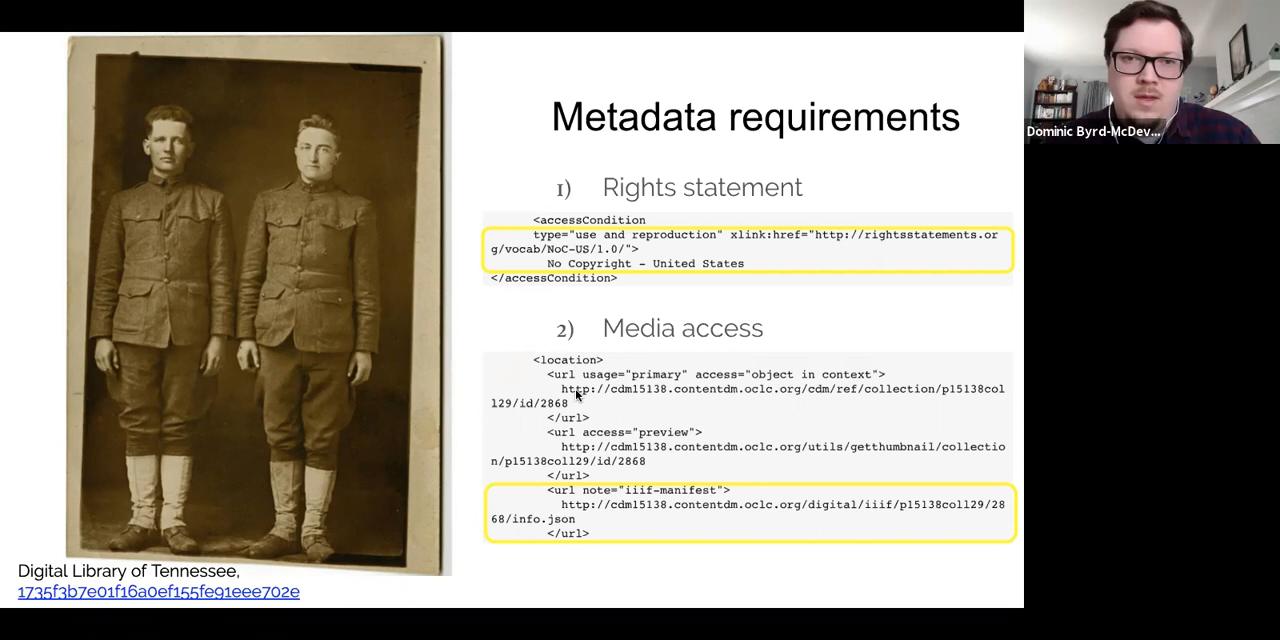 Metadata requirements
1) Rights statement
<accessCondition
type="use and reproduction" xlink:href="http://rightsstatements.or
g/vocab/NoC-US/1.0/">
No Copyright - United States
</accessCondition>
2) Media access
<location>
<url usage="primary" access="object in context">
http://cdm15138.contentdm.oclc.org/cdm/ref/collection/p15138col
l29/id/2868
</url>
<url access="preview">
http://cdm15138.contentdm.oclc.org/utils/getthumbnail/collectio
n/p15138coll29/id/2868
</url>
<url note="iiif-manifest">
http://cdm15138.contentdm.oclc.org/digital/iiif/p15138coll29/28
68/info.json
</url>
Digital Library of Tennessee,
1735f3b7e01f16a0ef155fe91eee702e
Dominic Byrd-McDev...